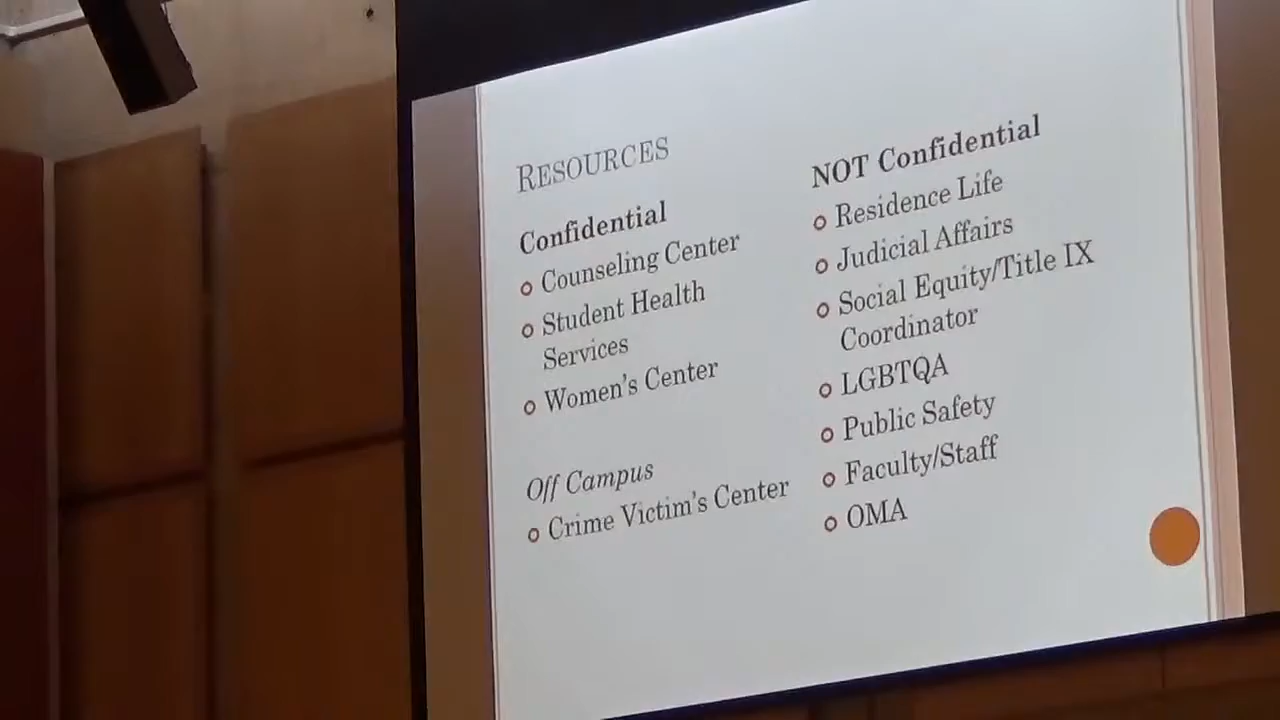 RESOURCES
Confidential
Counseling Center
Student Health
Services
Women's Center
Off Campus
Crime Victim's Center
NOT Confidential
Residence Life
Judicial Affairs
Social Equity/Title IX
Coordinator
LGBTQA
Public Safety
Faculty/Staff
OMA